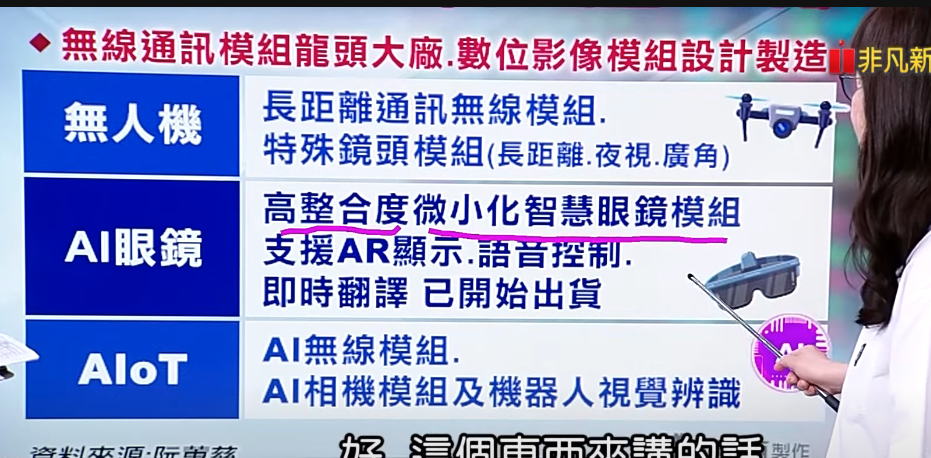 ◆無線通訊模組龍頭大廠.數位影像模組設計製造
非凡新
無人機
長距離通訊無線模組.
特殊鏡頭模組(長距離.夜視.廣角)
AI眼鏡
高整合度微小化智慧眼鏡模組
支援AR顯示.語音控制.
即時翻譯 已開始出貨
AIoT
AI無線模組.
AI相機模組及機器人視覺辨識
AI
資料來源:阮蕙慈
製作
好 這個東西來講的話